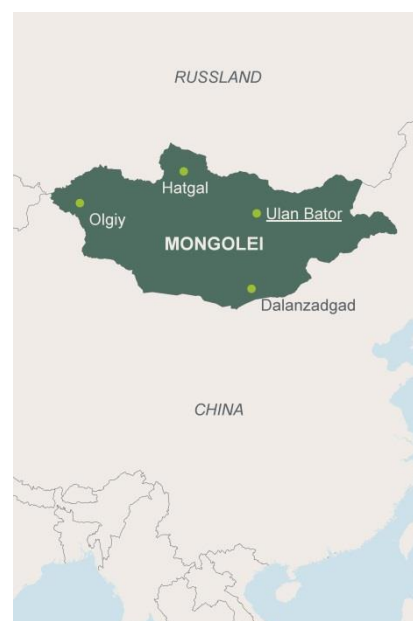 RUSSLAND
Hatgal
Olgiy
Ulan Bator
MONGOLEI
Dalanzadgad
CHINA